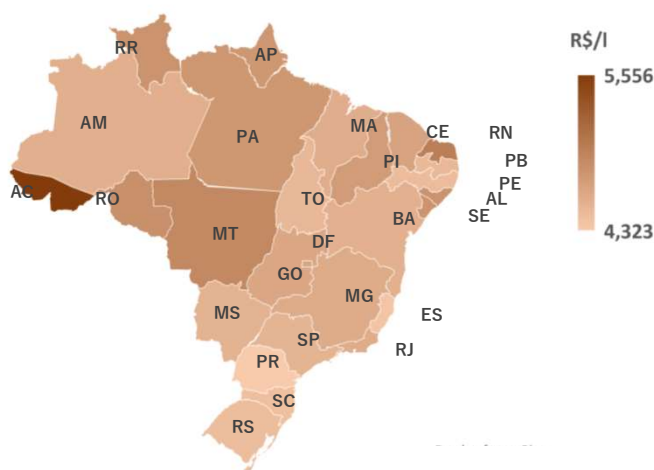 RR
AP
R$/l
5,556
AM
PA
MA
CE
RN
PI
PB
AC
RO
TO
PE
AL
BA
SE
MT
DF
4,323
GO
MG
MS
ES
SP
RJ
PR
SC
RS